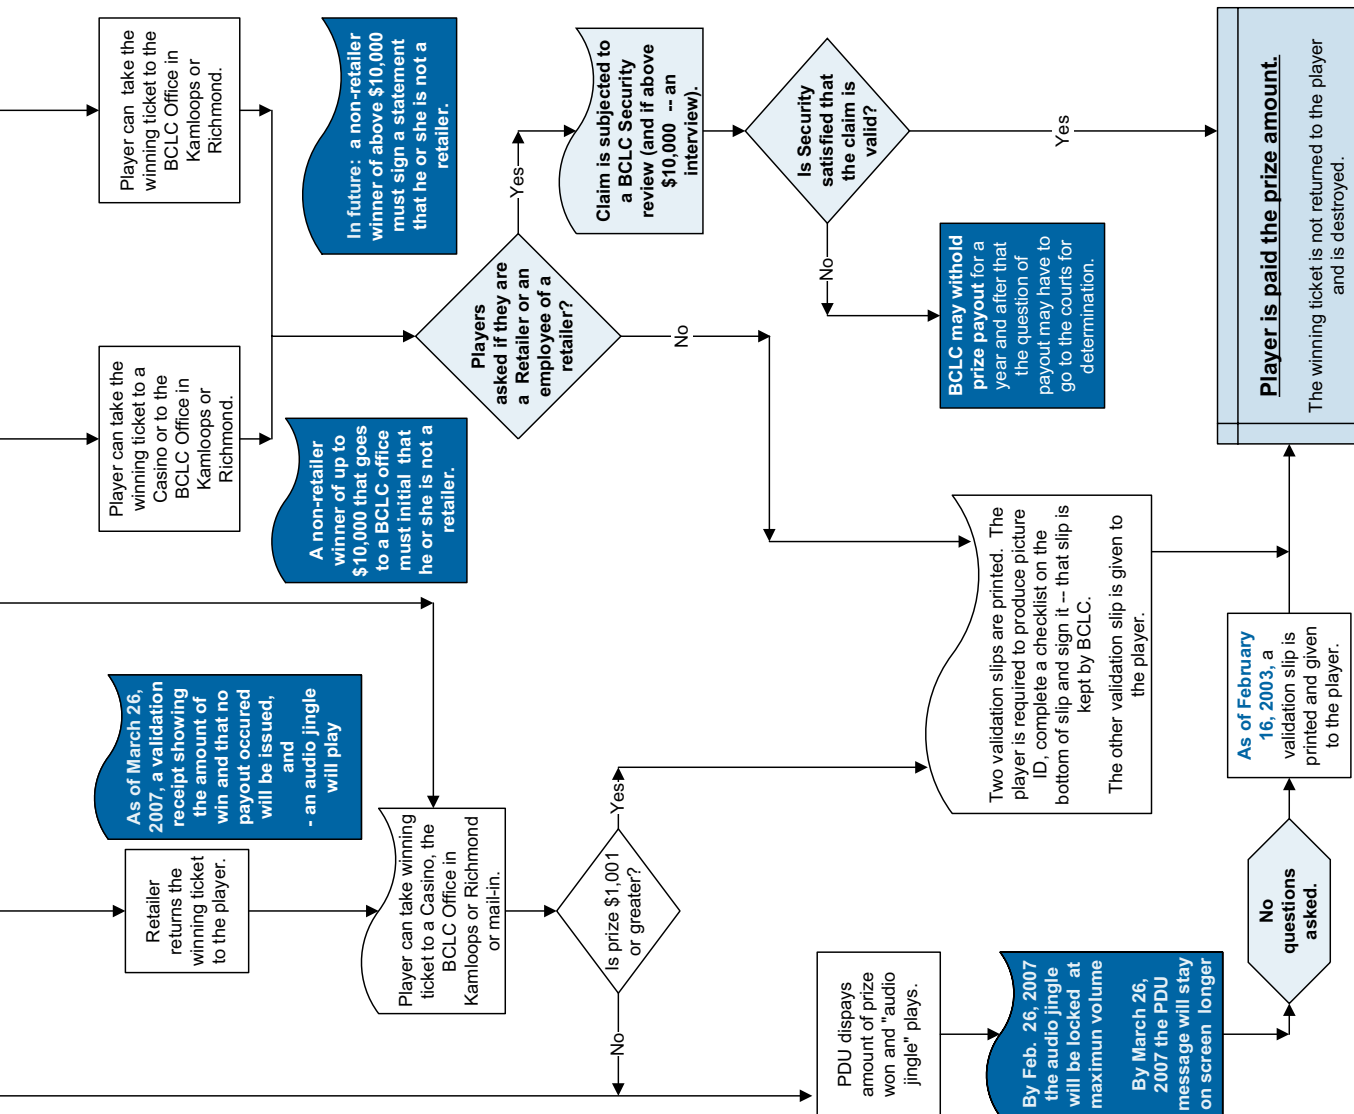 Player can take the
winning ticket to the
BCLC Office in
Kamloops or
Richmond.
In future: a non-retailer
winner of above $10,000
must sign a statement
that he or she is not a
retailer.
Player can take the
winning ticket to a
Casino or to the
BCLC Office in
Kamloops or
Richmond.
A non-retailer
winner of up to
$10,000 that goes
to a BCLC office
must initial that
he or she is not a
retailer.
Players
asked if they are
a Retailer or an
employee of a
retailer?
Yes
No
Claim is subjected to
a BCLC Security
review (and if above
$10,000 -- an
interview).
Is Security
satisfied that
the claim is
valid?
Yes
No
BCLC may withold
prize payout for a
year and after that
the question of
payout may have to
go to the courts for
determination.
As of March 26,
2007, a validation
receipt showing
the amount of
win and that no
payout occured
will be issued,
and
- an audio jingle
will play
Retailer
returns the
winning ticket
to the player.
Player can take winning
ticket to a Casino, the
BCLC Office in
Kamloops or Richmond
or mail-in.
Is prize $1,001
or greater?
Yes
No
Two validation slips are printed. The
player is required to produce picture
ID, complete a checklist on the
bottom of slip and sign it -- that slip is
kept by BCLC.
The other validation slip is given to
the player.
PDU dispays
amount of prize
won and "audio
jingle" plays.
By Feb. 26, 2007
the audio jingle
will be locked at
maximun volume
By March 26,
2007 the PDU
message will stay
on screen longer
No
questions
asked.
As of February
16, 2003, a
validation slip is
printed and given
to the player.
Player is paid the prize amount.
The winning ticket is not returned to the player
and is destroyed.